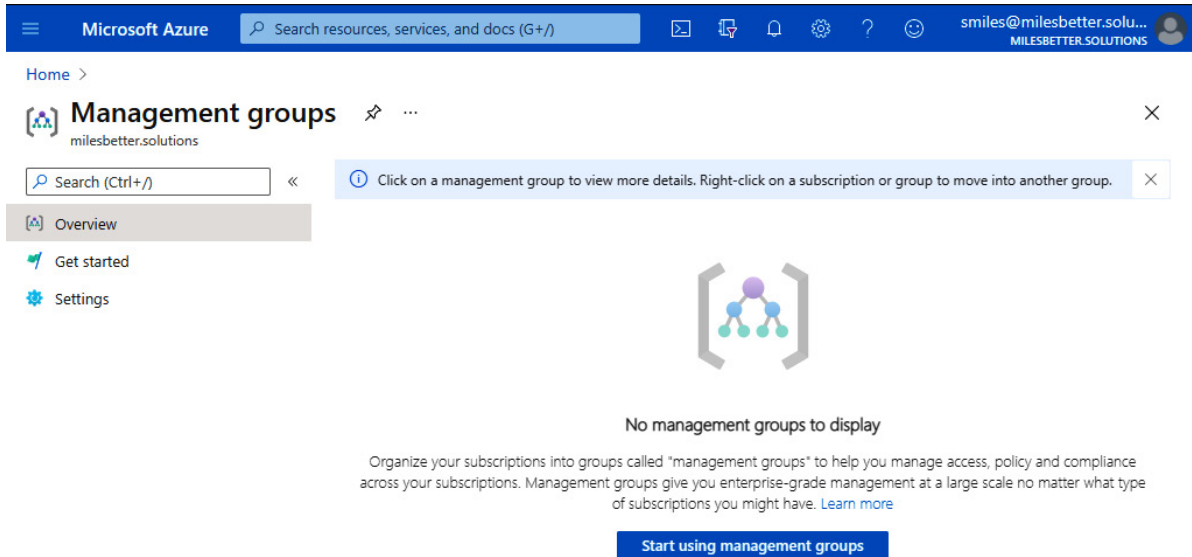 Microsoft Azure
Search resources, services, and docs (G+/)
smiles@milesbetter.solu...
MILESBETTER.SOLUTIONS
Home >
Management groups
milesbetter.solutions
Search (Ctrl+/)
Click on a management group to view more details. Right-click on a subscription or group to move into another group.
Overview
Get started
Settings
No management groups to display
Organize your subscriptions into groups called "management groups" to help you manage access, policy and compliance
across your subscriptions. Management groups give you enterprise-grade management at a large scale no matter what type
of subscriptions you might have. Learn more
Start using management groups